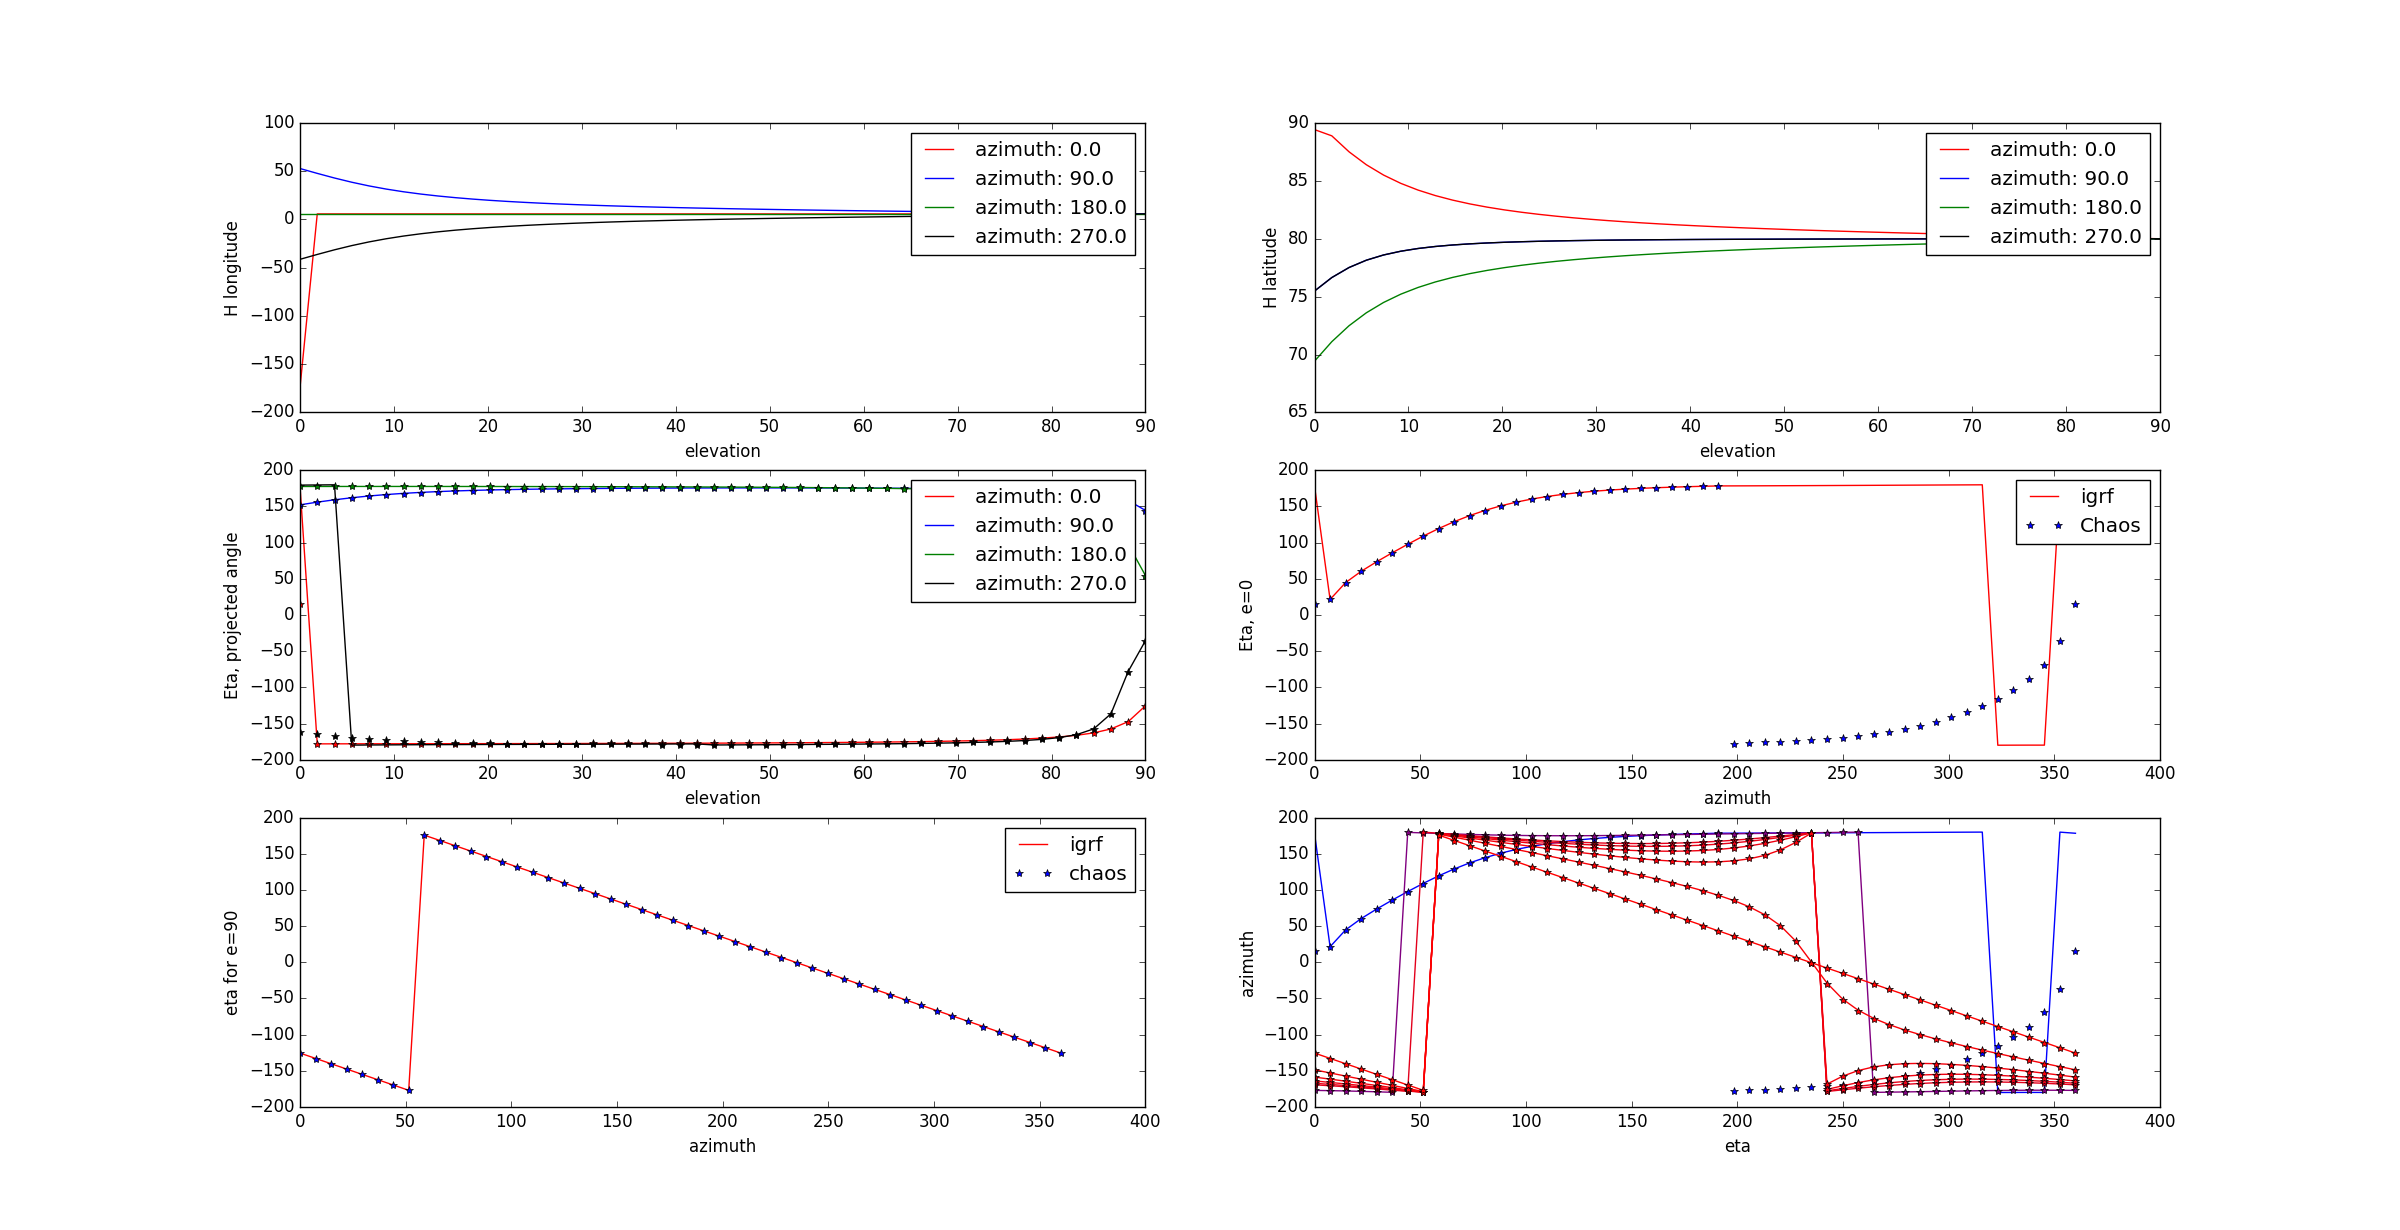 100
50
0
−50
−100
−150
−200
H longitude
azimuth: 0.0
azimuth: 90.0
azimuth: 180.0
azimuth: 270.0
0 10 20 30 40 50 60 70 80 90
elevation
90
85
80
75
70
65
H latitude
azimuth: 0.0
azimuth: 90.0
azimuth: 180.0
azimuth: 270.0
0 10 20 30 40 50 60 70 80 90
elevation
200
150
100
50
0
−50
−100
−150
−200
Eta, projected angle
azimuth: 0.0
azimuth: 90.0
azimuth: 180.0
azimuth: 270.0
0 10 20 30 40 50 60 70 80 90
elevation
200
150
100
50
0
−50
−100
−150
−200
Eta, e=0
igrf
Chaos
0 50 100 150 200 250 300 350 400
azimuth
200
150
100
50
0
−50
−100
−150
−200
eta for e=90
igrf
chaos
0 50 100 150 200 250 300 350 400
azimuth
200
150
100
50
0
−50
−100
−150
−200
azimuth
0 50 100 150 200 250 300 350 400
eta